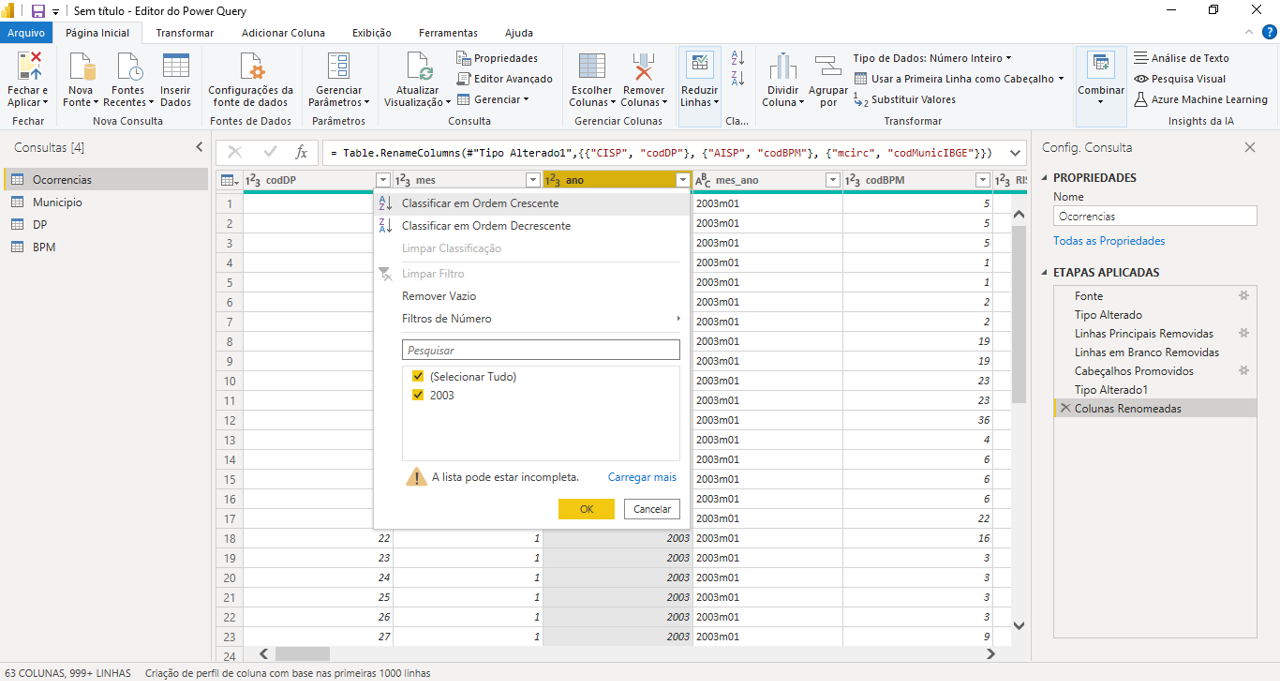 Sem título - Editor do Power Query
Arquivo Página Inicial Transformar Adicionar Coluna Exibição Ferramentas Ajuda
Fechar e Aplicar
Fechar
Nova Fonte
Fontes Recentes
Inserir Dados
Nova Consulta
Configurações da fonte de dados
Fontes de Dados
Gerenciar Parâmetros
Parâmetros
Atualizar Visualização
Propriedades
Editor Avançado
Gerenciar
Consulta
Escolher Colunas
Remover Colunas
Gerenciar Colunas
Reduzir Linhas
Cla...
Dividir Coluna
Agrupar por
Tipo de Dados: Número Inteiro
Usar a Primeira Linha como Cabeçalho
Substituir Valores
Transformar
Combinar
Análise de Texto
Pesquisa Visual
Azure Machine Learning
Insights da IA
Consultas [4]
Ocorrencias
Municipio
DP
BPM
= Table.RenameColumns(#"Tipo Alterado1",{{"CISP", "codDP"}, {"AISP", "codBPM"}, {"mcirc", "codMunicIBGE"}})
codDP mes ano mes_ano codBPM RIS
1 2003m01 5
2 2003m01 5
3 2003m01 5
4 2003m01 1
5 2003m01 1
6 2003m01 2
7 2003m01 2
8 2003m01 19
9 2003m01 19
10 2003m01 23
11 2003m01 23
12 2003m01 36
13 2003m01 4
14 2003m01 6
15 2003m01 6
16 2003m01 6
17 2003m01 22
18 22 1 2003 2003m01 16
19 23 1 2003 2003m01 3
20 24 1 2003 2003m01 3
21 25 1 2003 2003m01 3
22 26 1 2003 2003m01 3
23 27 1 2003 2003m01 9
24
Classificar em Ordem Crescente
Classificar em Ordem Decrescente
Limpar Classificação
Limpar Filtro
Remover Vazio
Filtros de Número
Pesquisar
(Selecionar Tudo)
2003
A lista pode estar incompleta. Carregar mais
OK Cancelar
Config. Consulta
PROPRIEDADES
Nome
Ocorrencias
Todas as Propriedades
ETAPAS APLICADAS
Fonte
Tipo Alterado
Linhas Principais Removidas
Linhas em Branco Removidas
Cabeçalhos Promovidos
Tipo Alterado1
Colunas Renomeadas
63 COLUNAS, 999+ LINHAS Criação de perfil de coluna com base nas primeiras 1000 linhas